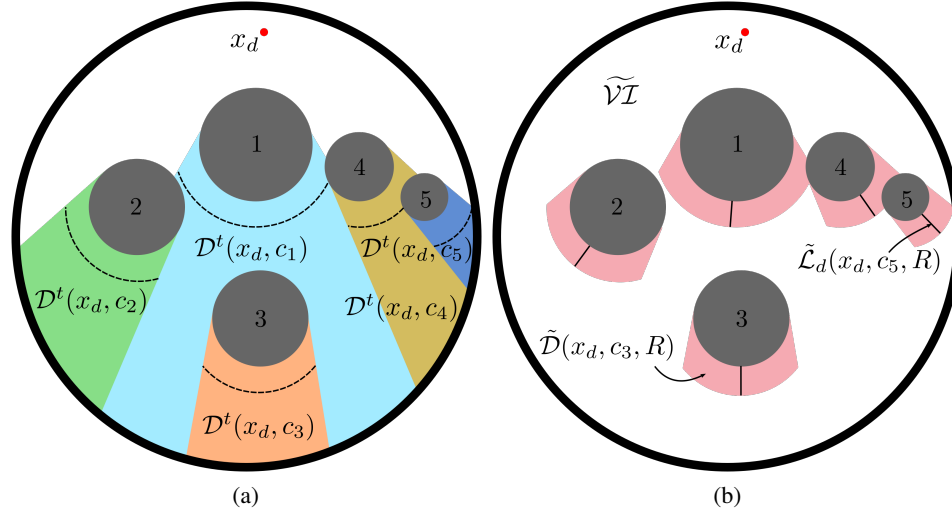 x_d
1
4
2
5
𝒟^t(x_d, c_1)
𝒟^t(x_d, c_5)
𝒟^t(x_d, c_2)
𝒟^t(x_d, c_4)
3
𝒟^t(x_d, c_3)
(a)
x_d
\widetilde{𝒱ℐ}
1
4
2
5
\tilde{ℒ}_d(x_d, c_5, R)
3
\tilde{𝒟}(x_d, c_3, R)
(b)